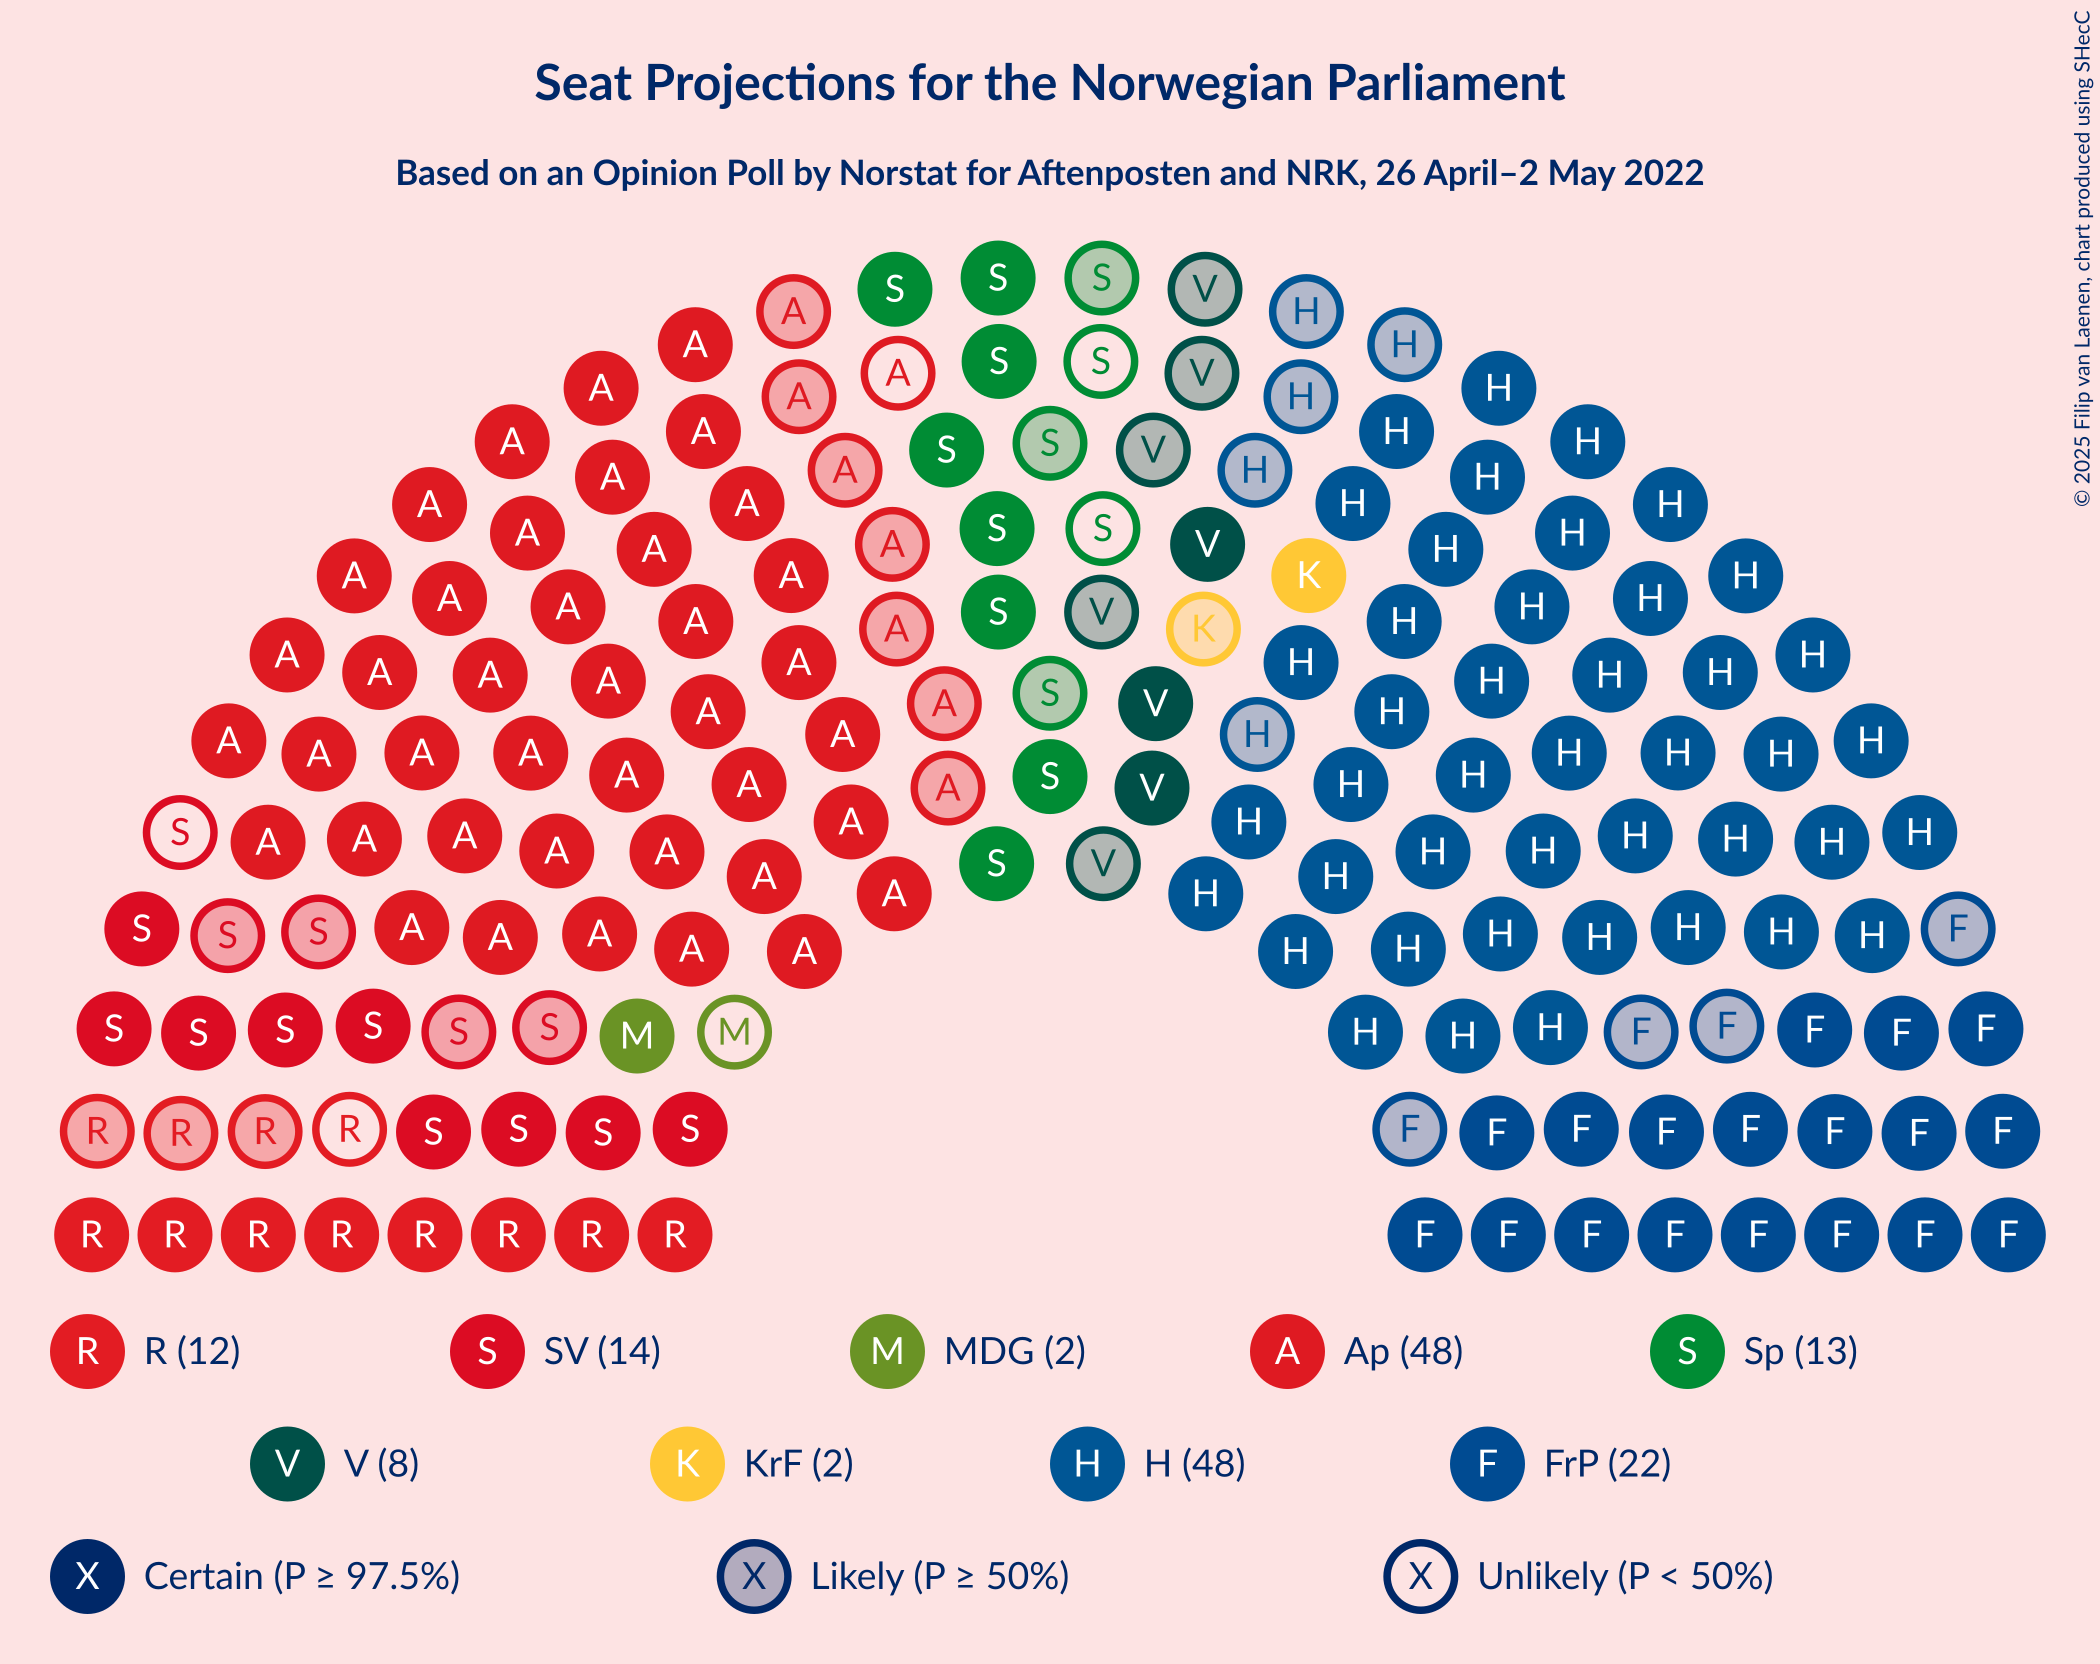 Seat Projections for the Norwegian Parliament
Based on an Opinion Poll by Norstat for Aftenposten and NRK, 26 April–2 May 2022
© 2025 Filip van Laenen, chart produced using SHecC
S S S V
A H
A H
A S S V H
A A H H
A S S V H
A A H H
A A S S V K H H
A A A H H H
A S V K
R R R R S S S S F F F F F F F F
R R R R R R R R F F F F F F F F
R R (12) S SV (14) M MDG (2) A Ap (48) S Sp (13)
V V (8) K KrF (2) H H (48) F FrP (22)
X Certain (P ≥ 97.5%) X Likely (P ≥ 50%) X Unlikely (P < 50%)